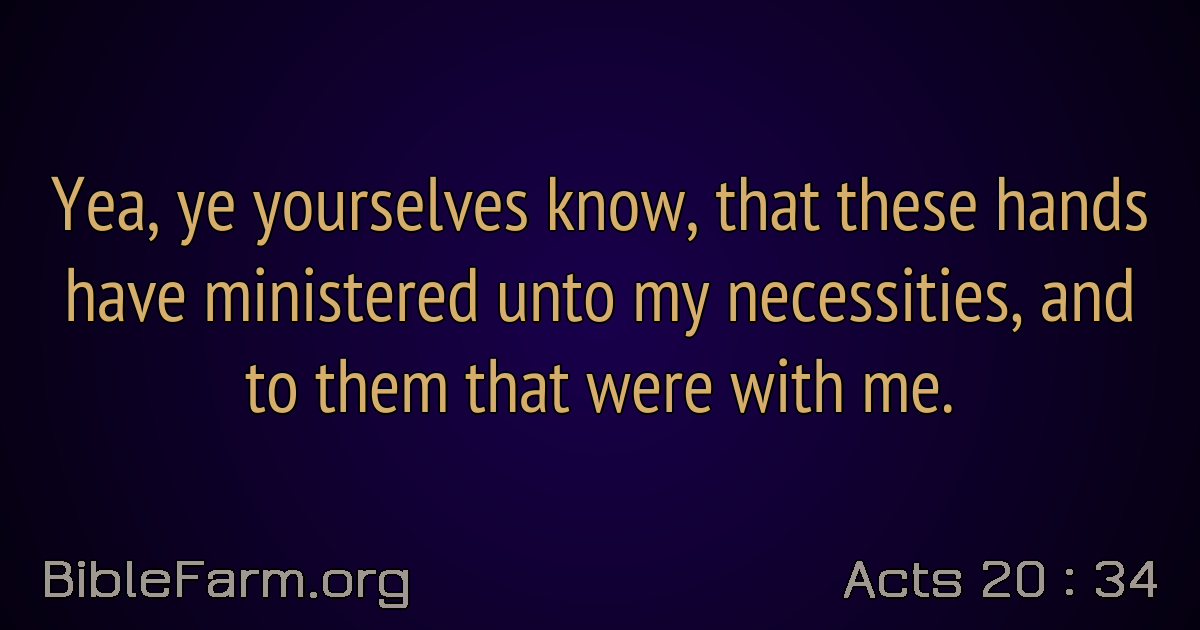 Yea, ye yourselves know, that these hands
have ministered unto my necessities, and
to them that were with me.
BibleFarm.org
Acts 20 : 34